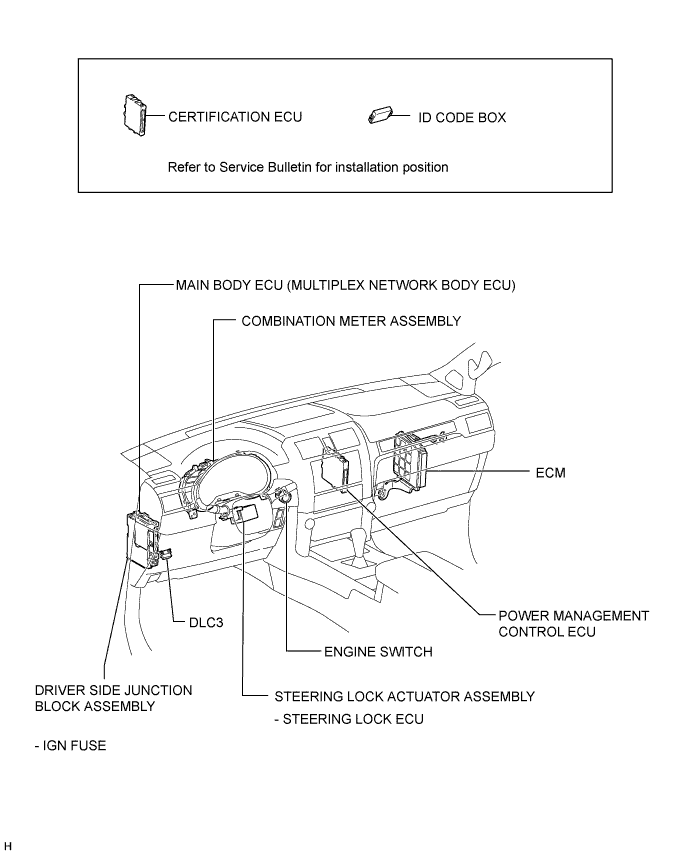 CERTIFICATION ECU
ID CODE BOX
Refer to Service Bulletin for installation position
MAIN BODY ECU (MULTIPLEX NETWORK BODY ECU)
COMBINATION METER ASSEMBLY
ECM
POWER MANAGEMENT
CONTROL ECU
DLC3
ENGINE SWITCH
DRIVER SIDE JUNCTION
BLOCK ASSEMBLY
- IGN FUSE
STEERING LOCK ACTUATOR ASSEMBLY
- STEERING LOCK ECU
H